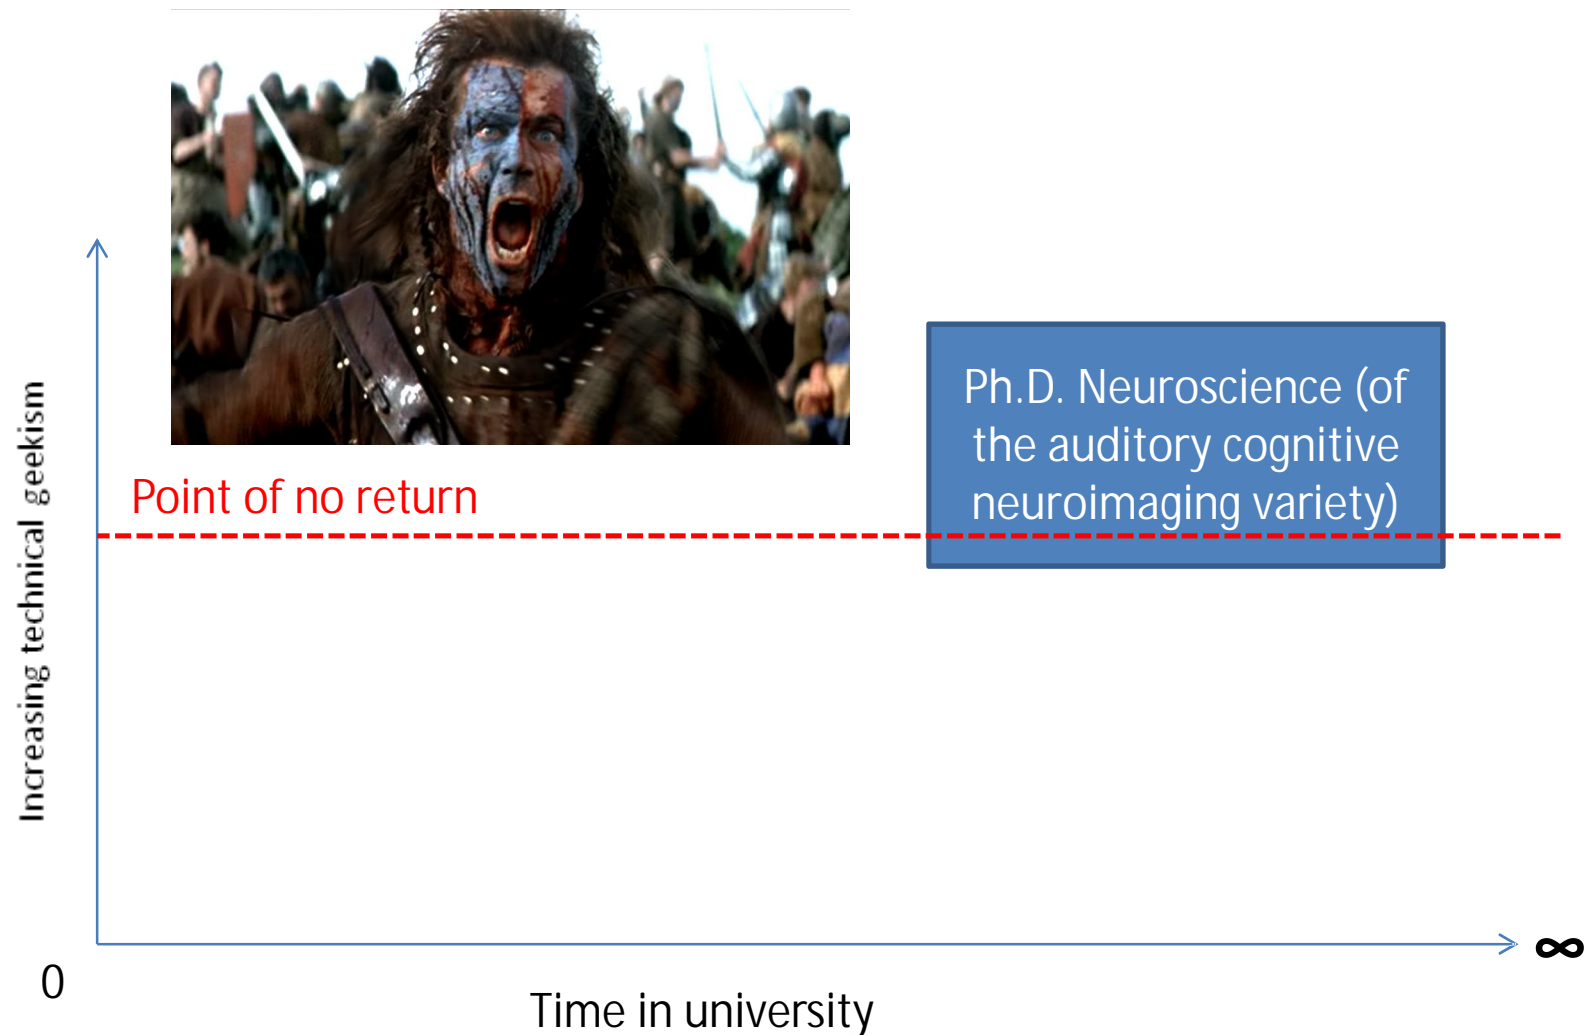 Increasing technical geekism
Point of no return
Ph.D. Neuroscience (of
the auditory cognitive
neuroimaging variety)
0
∞
Time in university